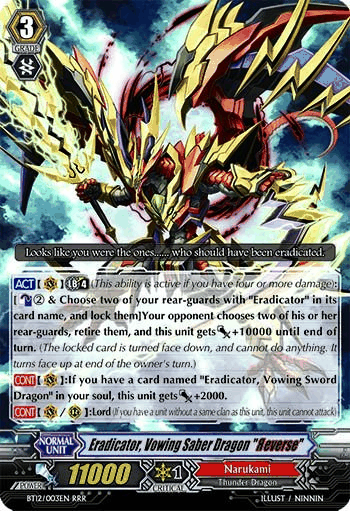 3
GRADE
Looks like you were the ones...... who should have been eradicated.
ACT [V] LB4 (This ability is active if you have four or more damage):
[② & Choose two of your rear-guards with "Eradicator" in its
card name, and lock them]Your opponent chooses two of his or her
rear-guards, retire them, and this unit gets +10000 until end of
turn. (The locked card is turned face down, and cannot do anything. It
turns face up at the end of the owner's turn.)
CONT [V]:If you have a card named "Eradicator, Vowing Sword
Dragon" in your soul, this unit gets +2000.
CONT [V / R]:Lord (If you have a unit without a same clan as this unit, this unit cannot attack)
NORMAL UNIT
Eradicator, Vowing Saber Dragon "Яeverse"
POWER 11000
1 CRITICAL
Narukami
Thunder Dragon
BT12/003EN RRR
ILLUST / NINNIN